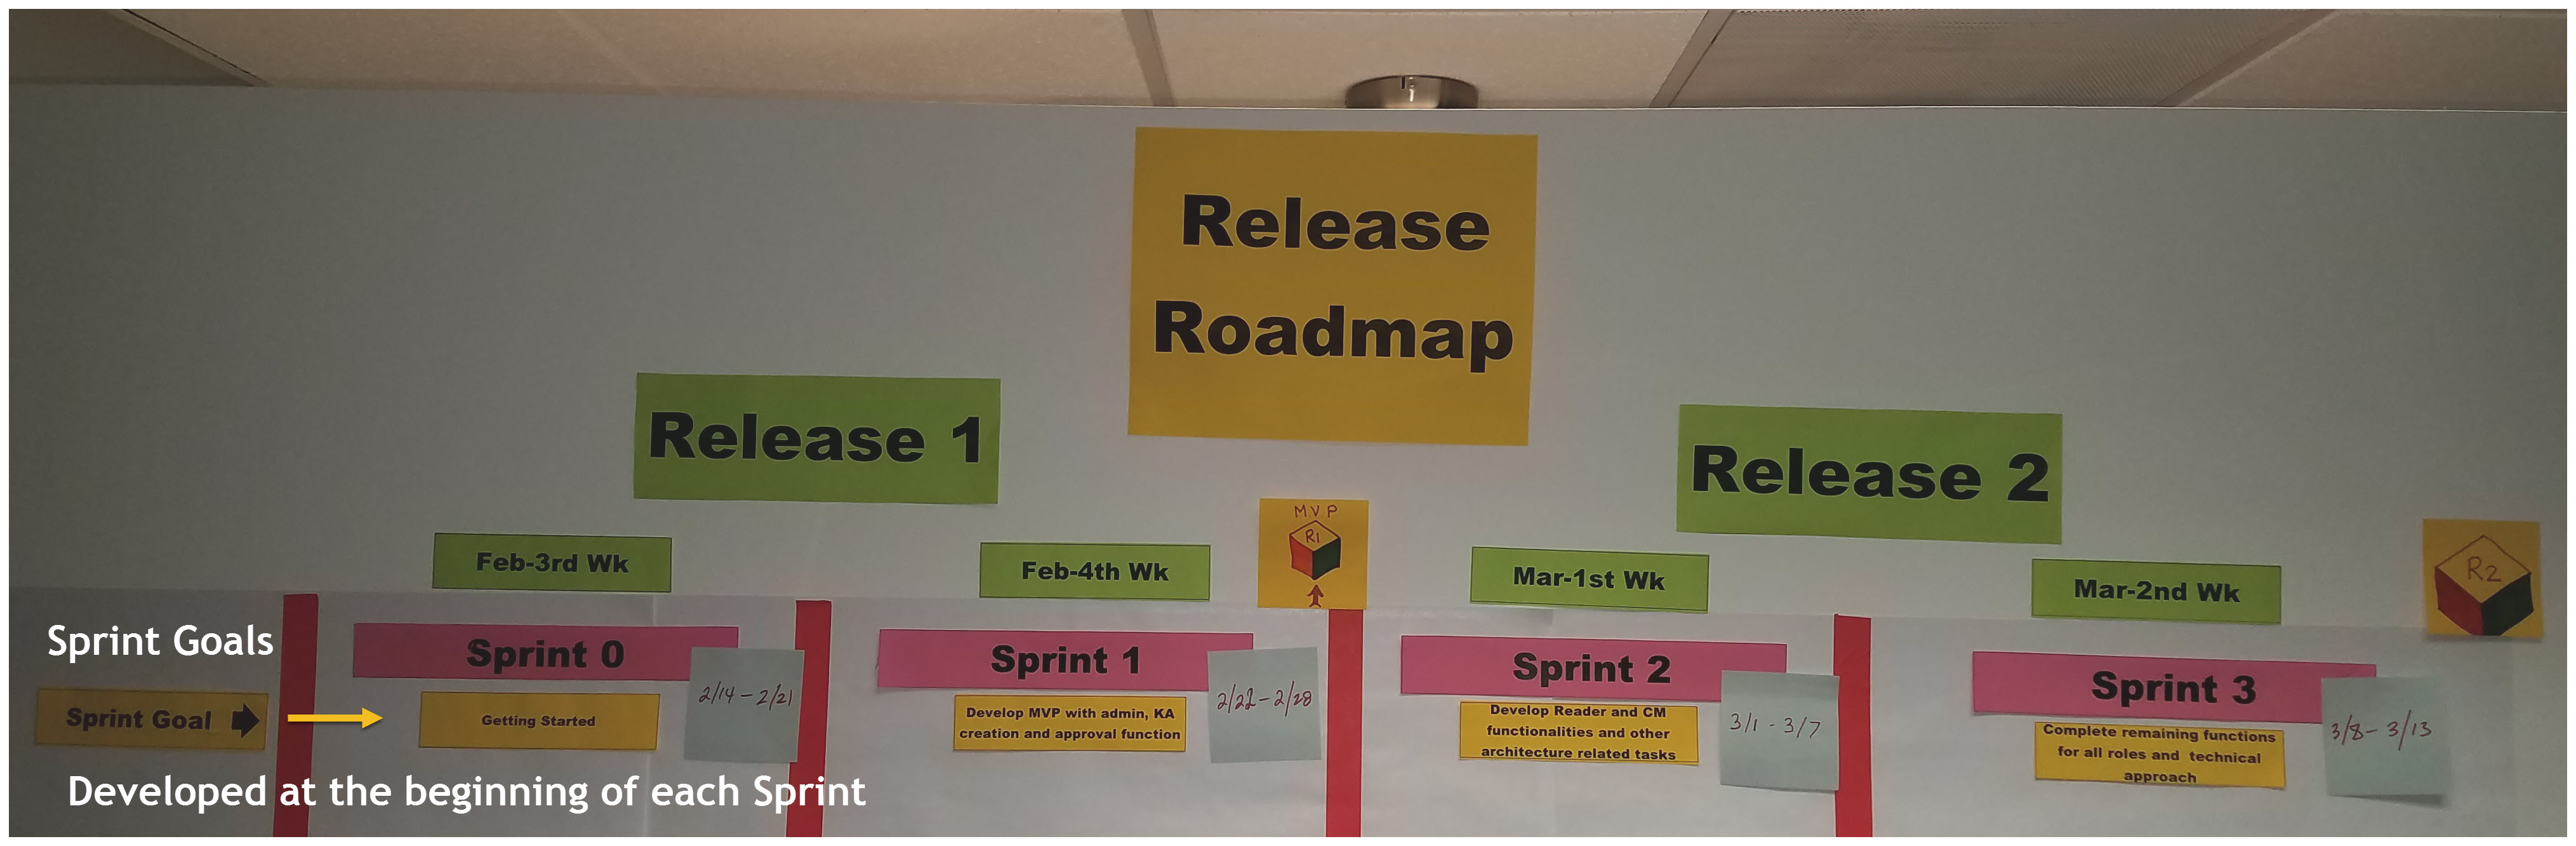 Release
Roadmap
Release 1
Release 2
MVP
R1
R2
Feb-3rd Wk
Feb-4th Wk
Mar-1st Wk
Mar-2nd Wk
Sprint Goals
Sprint Goal
Sprint 0
Getting Started
2/14-2/21
Sprint 1
Develop MVP with admin, KA
creation and approval function
2/22-2/28
Sprint 2
Develop Reader and CM
functionalities and other
architecture related tasks
3/1-3/7
Sprint 3
Complete remaining functions
for all roles and technical
approach
3/8-3/13
Developed at the beginning of each Sprint